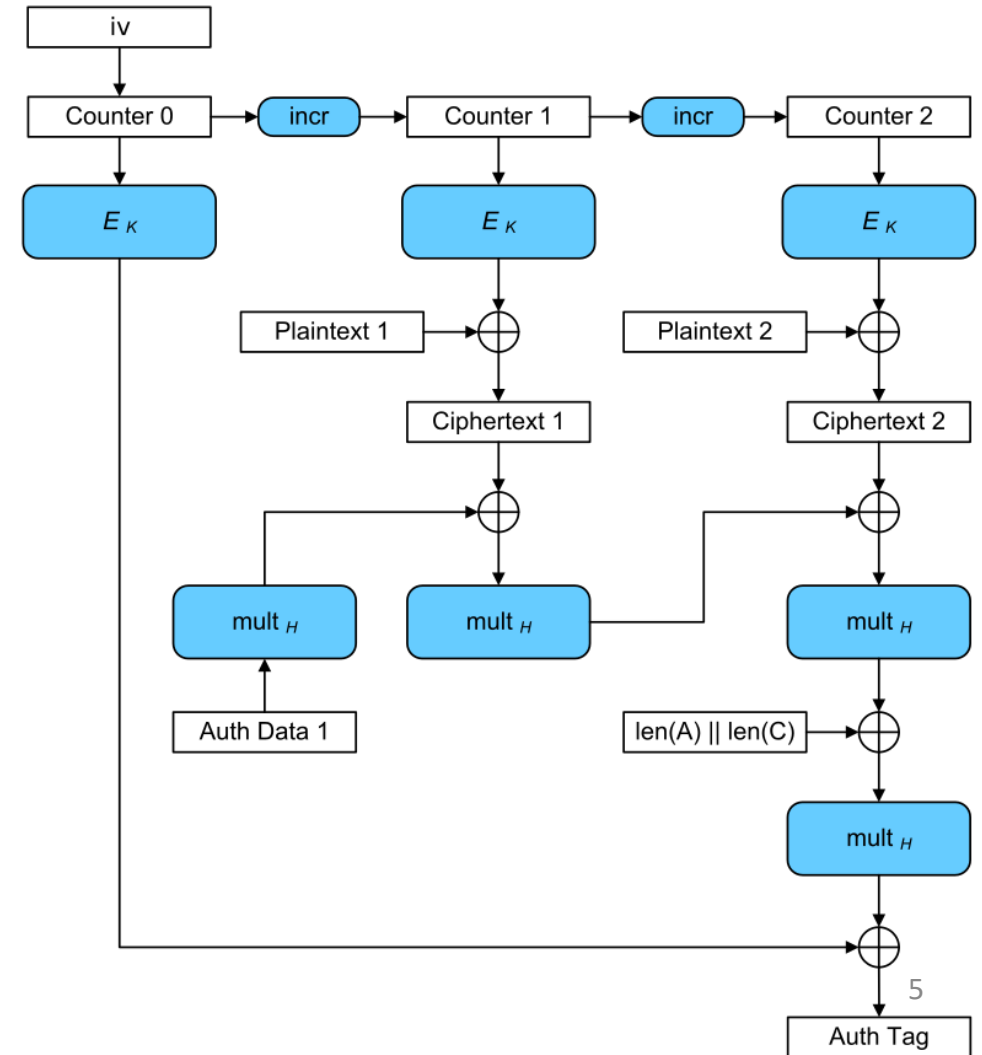 iv
Counter 0
incr
Counter 1
incr
Counter 2
E K
E K
E K
Plaintext 1
Plaintext 2
Ciphertext 1
Ciphertext 2
mult H
mult H
mult H
Auth Data 1
len(A) || len(C)
mult H
5
Auth Tag